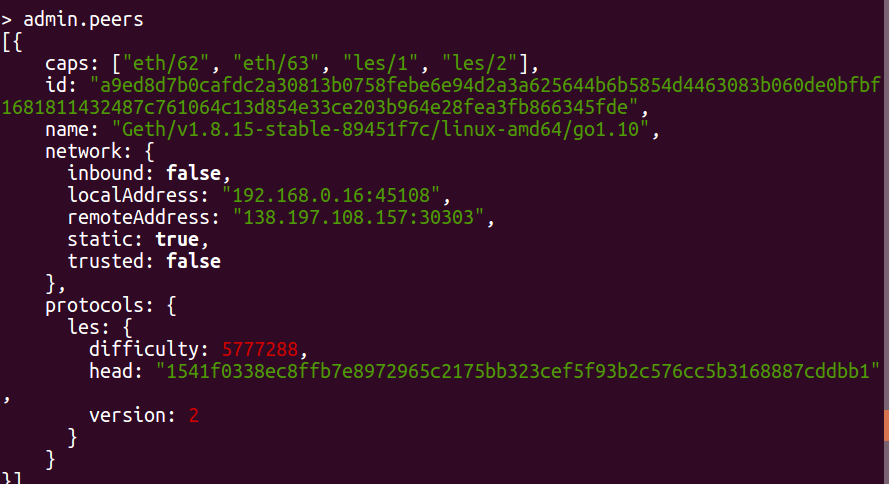 > admin.peers
[{
    caps: ["eth/62", "eth/63", "les/1", "les/2"],
    id: "a9ed8d7b0cafdc2a30813b0758febe6e94d2a3a625644b6b5854d4463083b060de0bfbf
1681811432487c761064c13d854e33ce203b964e28fea3fb866345fde",
    name: "Geth/v1.8.15-stable-89451f7c/linux-amd64/go1.10",
    network: {
      inbound: false,
      localAddress: "192.168.0.16:45108",
      remoteAddress: "138.197.108.157:30303",
      static: true,
      trusted: false
    },
    protocols: {
      les: {
        difficulty: 5777288,
        head: "1541f0338ec8ffb7e8972965c2175bb323cef5f93b2c576cc5b3168887cddbb1"
,
        version: 2
      }
    }
}]